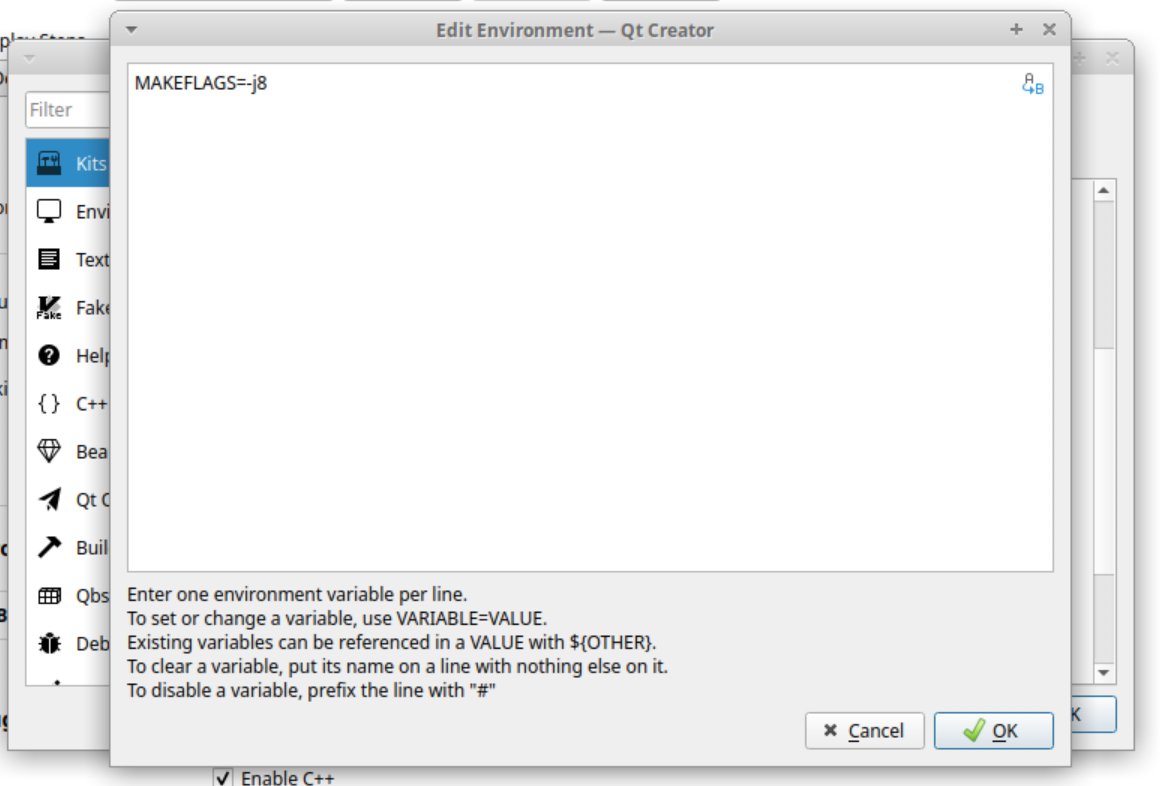 Edit Environment — Qt Creator
MAKEFLAGS=-j8
Filter
Kits
Envi
Text
Fake
Help
C++
Bea
Qt C
Buil
Qbs
Deb
Enter one environment variable per line.
To set or change a variable, use VARIABLE=VALUE.
Existing variables can be referenced in a VALUE with ${OTHER}.
To clear a variable, put its name on a line with nothing else on it.
To disable a variable, prefix the line with "#"
Cancel
OK
K
Enable C++